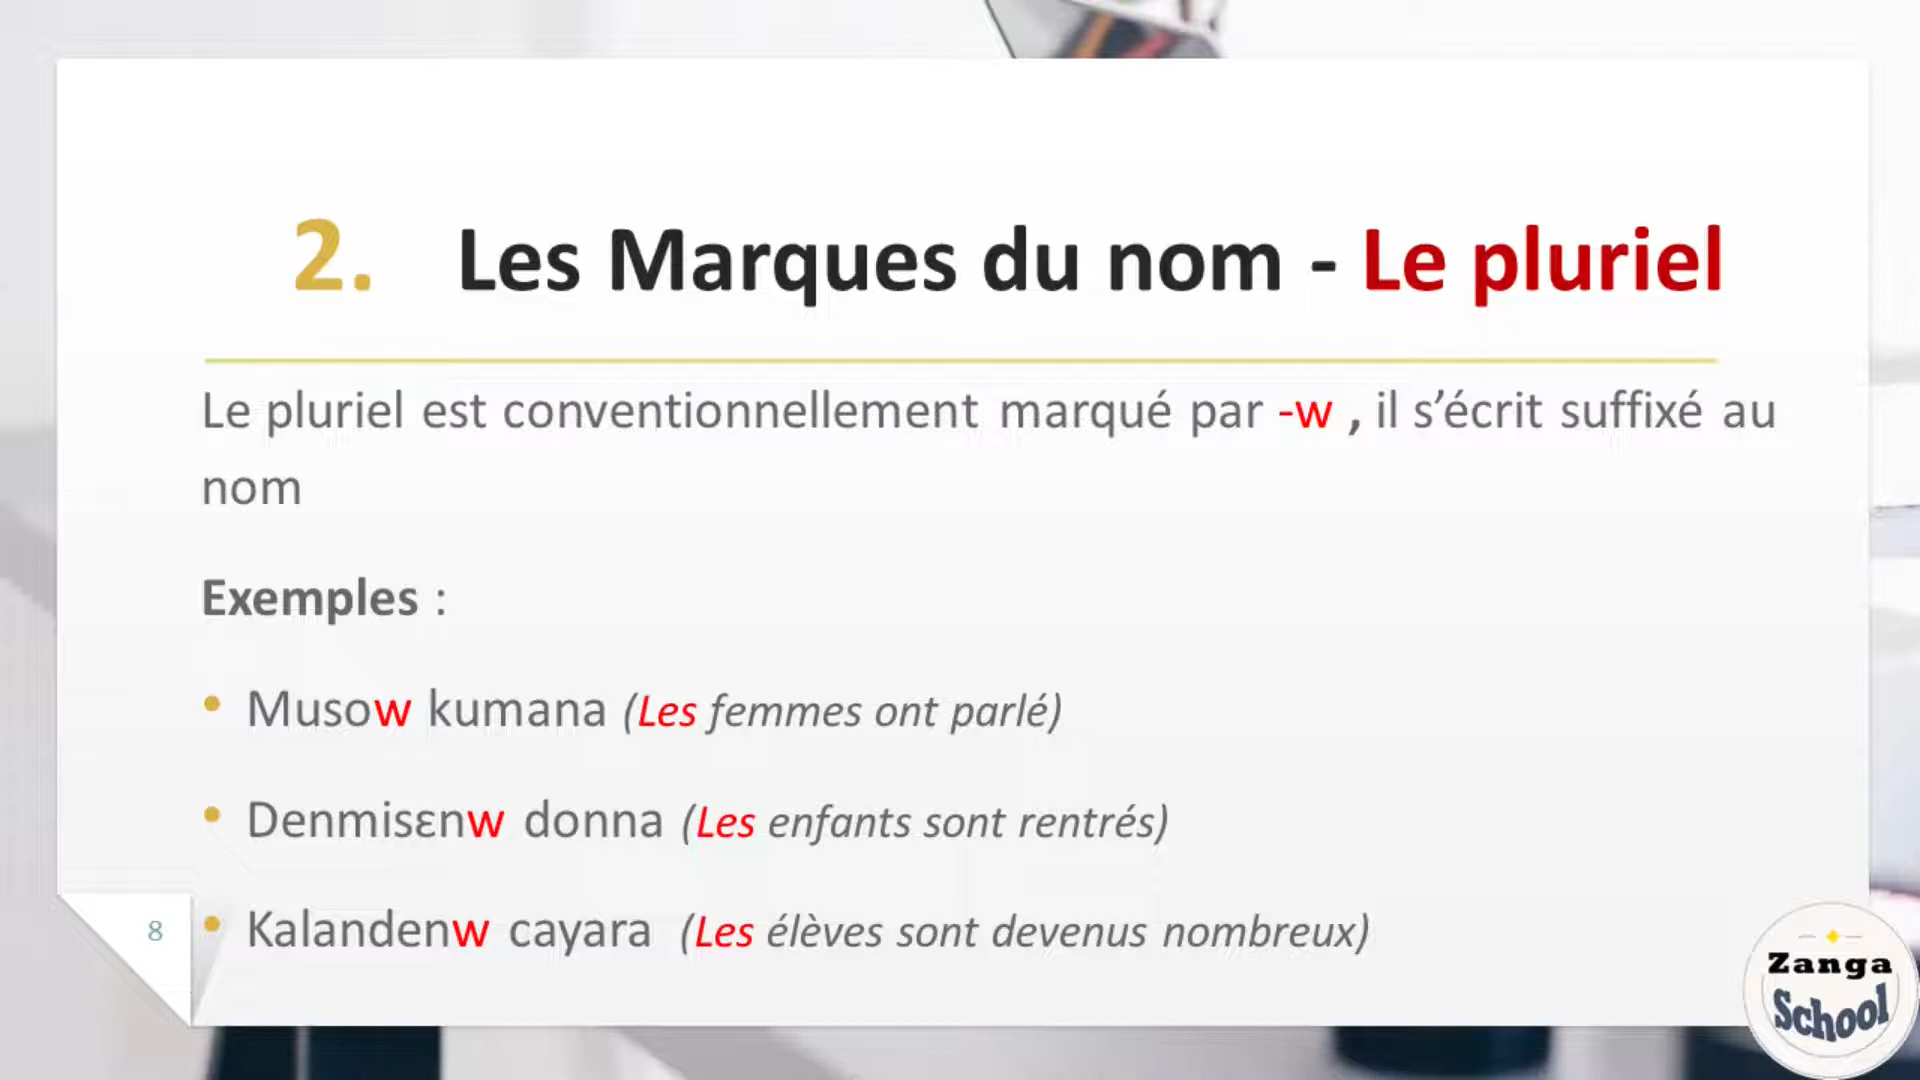 2. Les Marques du nom - Le pluriel
Le pluriel est conventionnellement marqué par -w , il s’écrit suffixé au
nom
Exemples :
• Musow kumana (Les femmes ont parlé)
• Denmisɛnw donna (Les enfants sont rentrés)
• Kalandenw cayara (Les élèves sont devenus nombreux)
8
Zanga
School